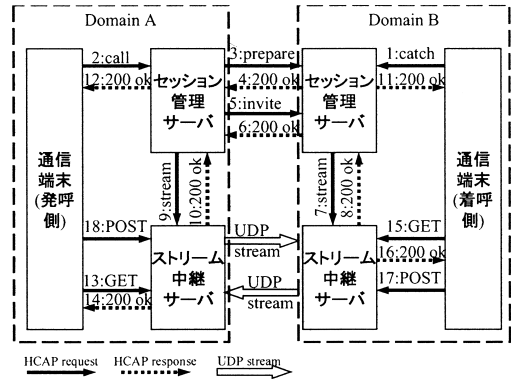 Domain A
Domain B
2:call
3:prepare
1:catch
12:200 ok
セッション
管理
サーバ
4:200 ok
セッション
管理
サーバ
11:200 ok
5:invite
6:200 ok
通信
端末
(発呼
側)
通信
端末
(着呼
側)
9:stream
10:200 ok
7:stream
8:200 ok
18:POST
UDP
stream
15:GET
ストリーム
中継
サーバ
ストリーム
中継
サーバ
16:200 ok
13:GET
UDP
stream
17:POST
14:200 ok
HCAP request
HCAP response
UDP stream